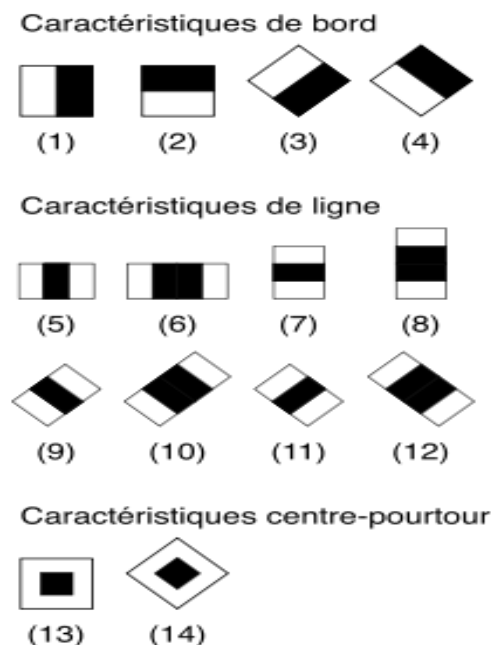 Caractéristiques de bord
(1) (2) (3) (4)
Caractéristiques de ligne
(5) (6) (7) (8)
(9) (10) (11) (12)
Caractéristiques centre-pourtour
(13) (14)